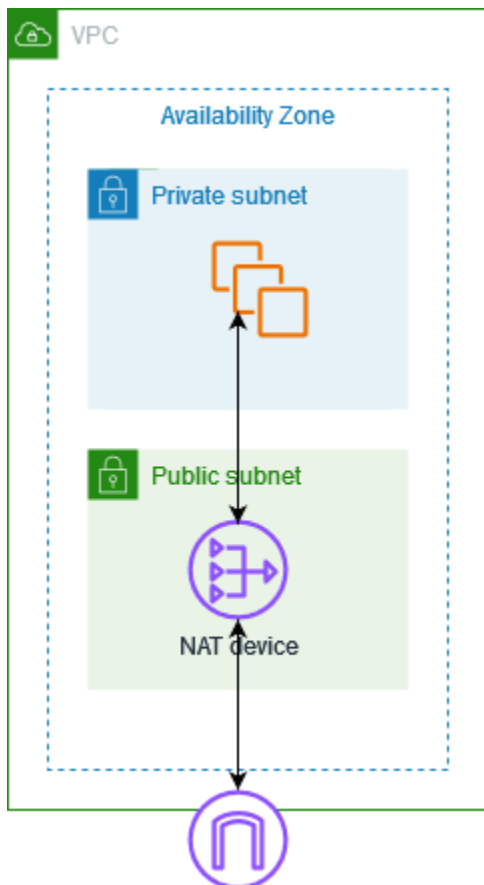 VPC
Availability Zone
Private subnet
Public subnet
NAT device